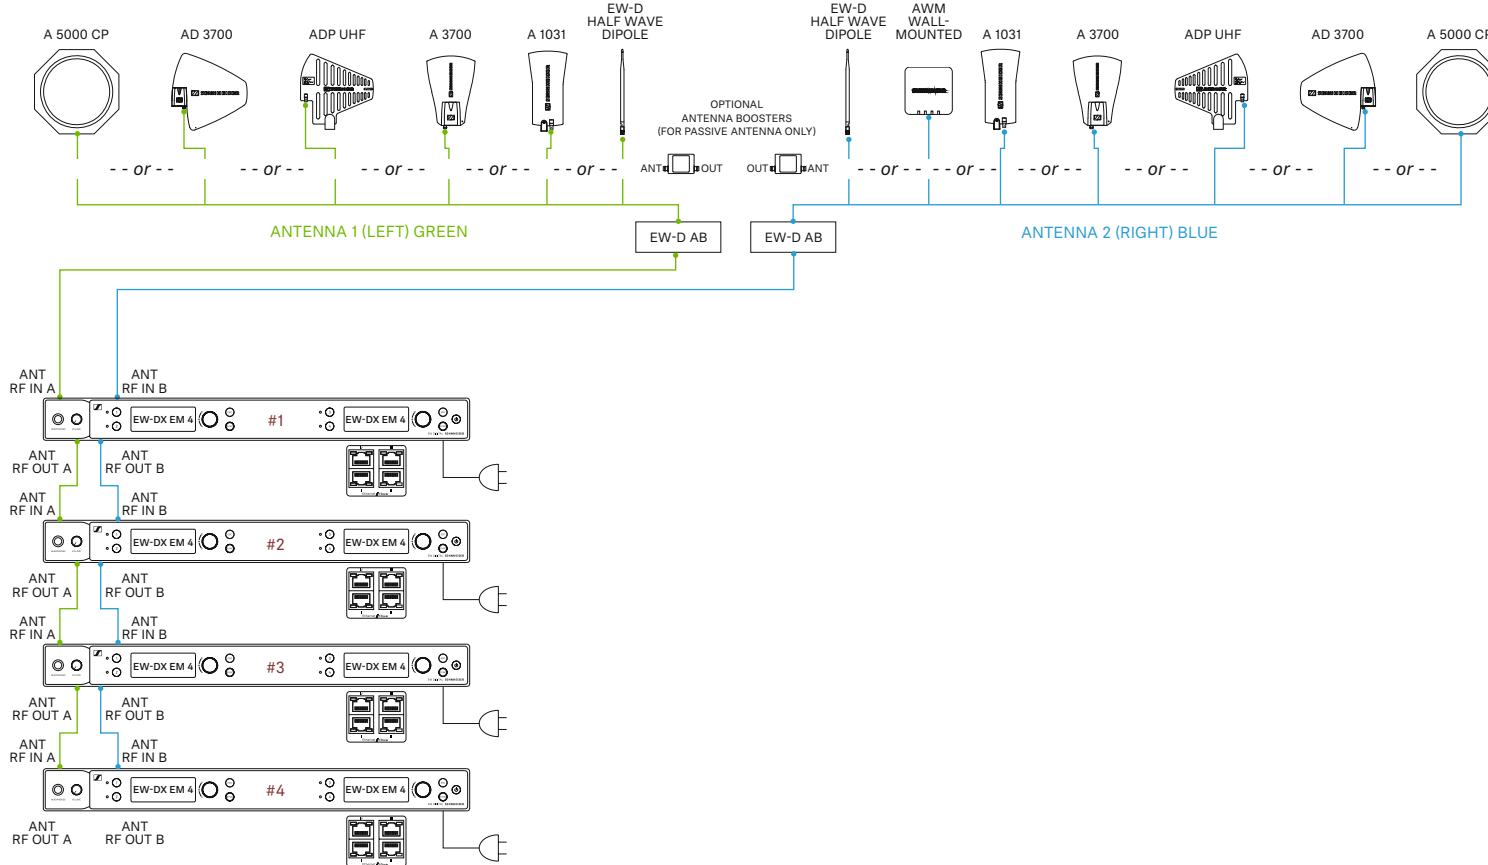 EW-D
HALF WAVE
DIPOLE
EW-D
HALF WAVE
DIPOLE
AWM
WALL-
MOUNTED
A 5000 CP
AD 3700
ADP UHF
A 3700
A 1031
A 1031
A 3700
ADP UHF
AD 3700
A 5000 CP
OPTIONAL
ANTENNA BOOSTERS
(FOR PASSIVE ANTENNA ONLY)
- - or - -
- - or - -
- - or - -
- - or - -
- - or - -
ANT
OUT
OUT
ANT
- - or - -
- - or - -
- - or - -
- - or - -
- - or - -
- - or - -
ANTENNA 1 (LEFT) GREEN
EW-D AB
EW-D AB
ANTENNA 2 (RIGHT) BLUE
ANT
RF IN A
ANT
RF IN B
EW-DX EM 4
#1
EW-DX EM 4
ANT
RF OUT A
ANT
RF OUT B
ANT
RF IN A
ANT
RF IN B
EW-DX EM 4
#2
EW-DX EM 4
ANT
RF OUT A
ANT
RF OUT B
ANT
RF IN A
ANT
RF IN B
EW-DX EM 4
#3
EW-DX EM 4
ANT
RF OUT A
ANT
RF OUT B
ANT
RF IN A
ANT
RF IN B
EW-DX EM 4
#4
EW-DX EM 4
ANT
RF OUT A
ANT
RF OUT B